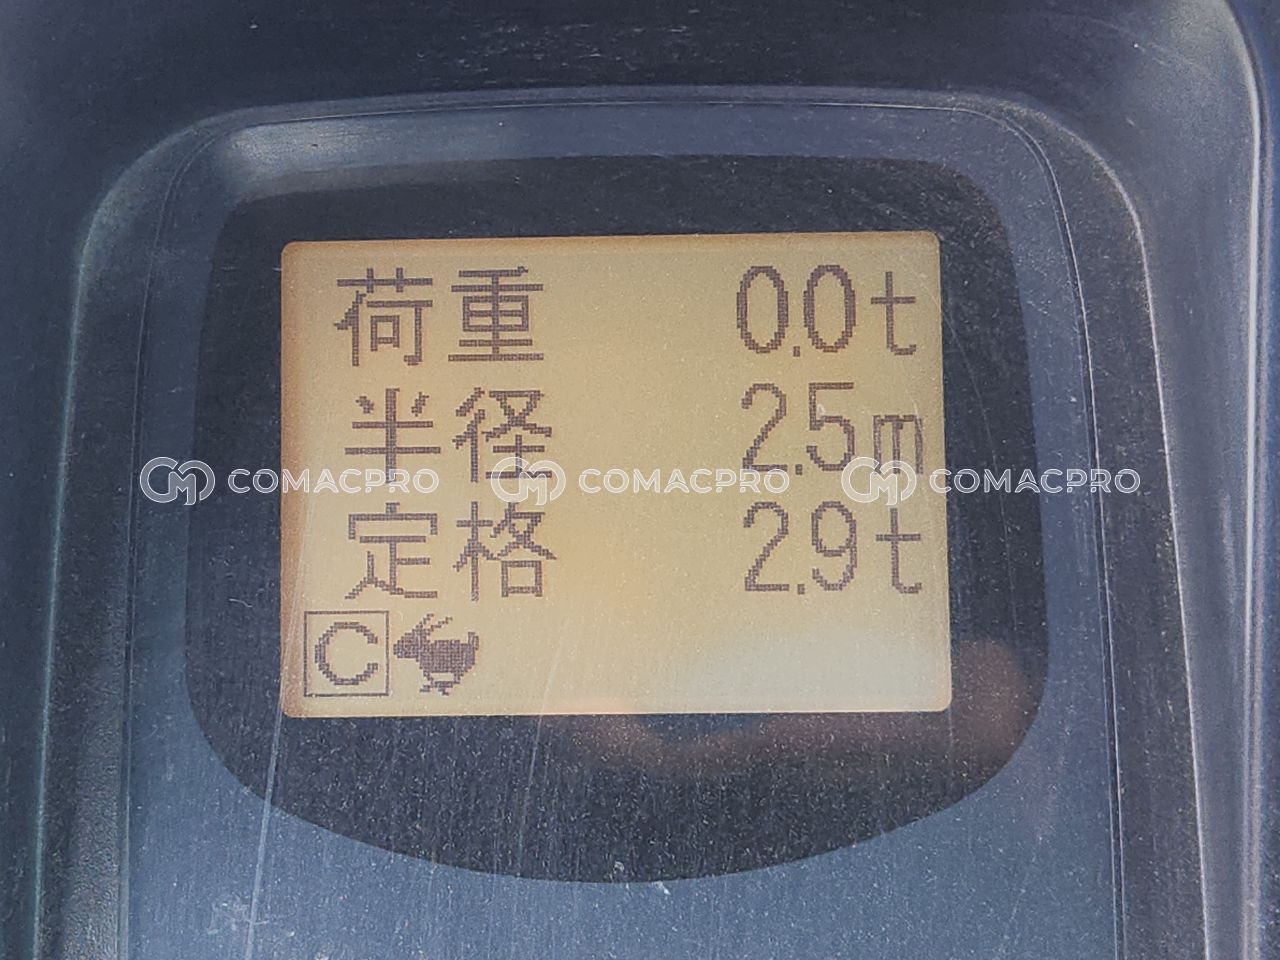 荷重 0.0t
半径 2.5m
COMACPRO COMACPRO COMACPRO
定格 2.9t
C